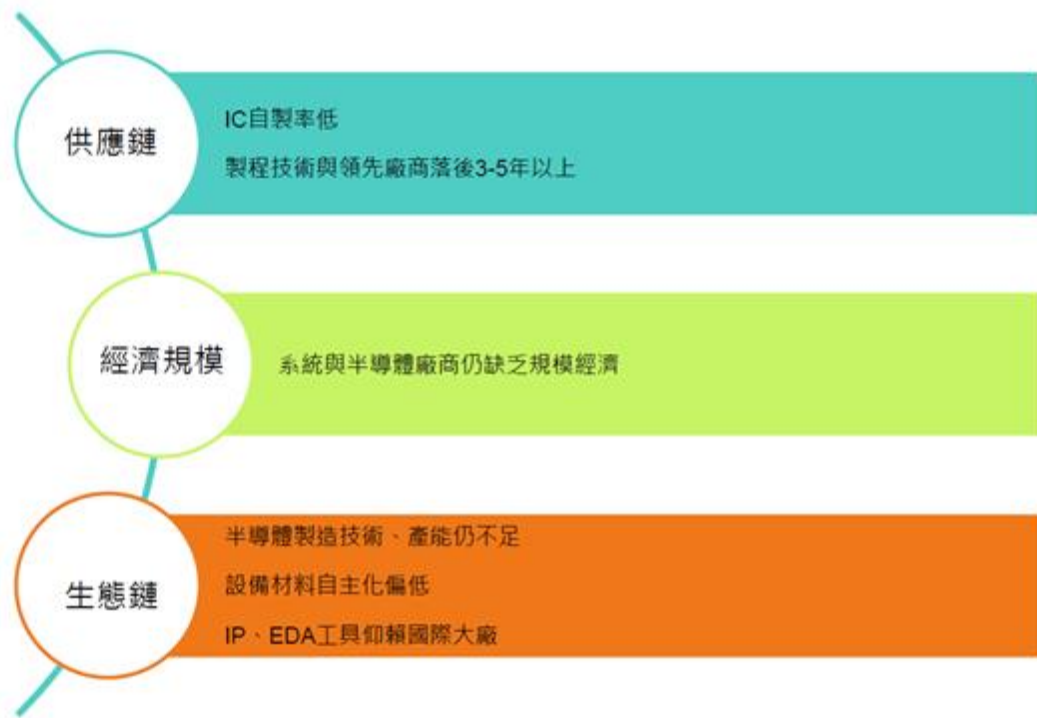 供應鏈
IC自製率低
製程技術與領先廠商落後3-5年以上
經濟規模
系統與半導體廠商仍缺乏規模經濟
生態鏈
半導體製造技術、產能仍不足
設備材料自主化偏低
IP、EDA工具仰賴國際大廠